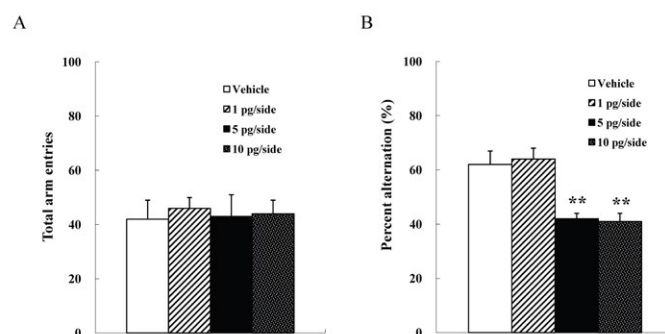 A
Total arm entries
100
80
60
40
20
0
Vehicle
1 pg/side
5 pg/side
10 pg/side
B
Percent alternation (%)
100
80
60
40
20
0
Vehicle
1 pg/side
5 pg/side
10 pg/side
** **